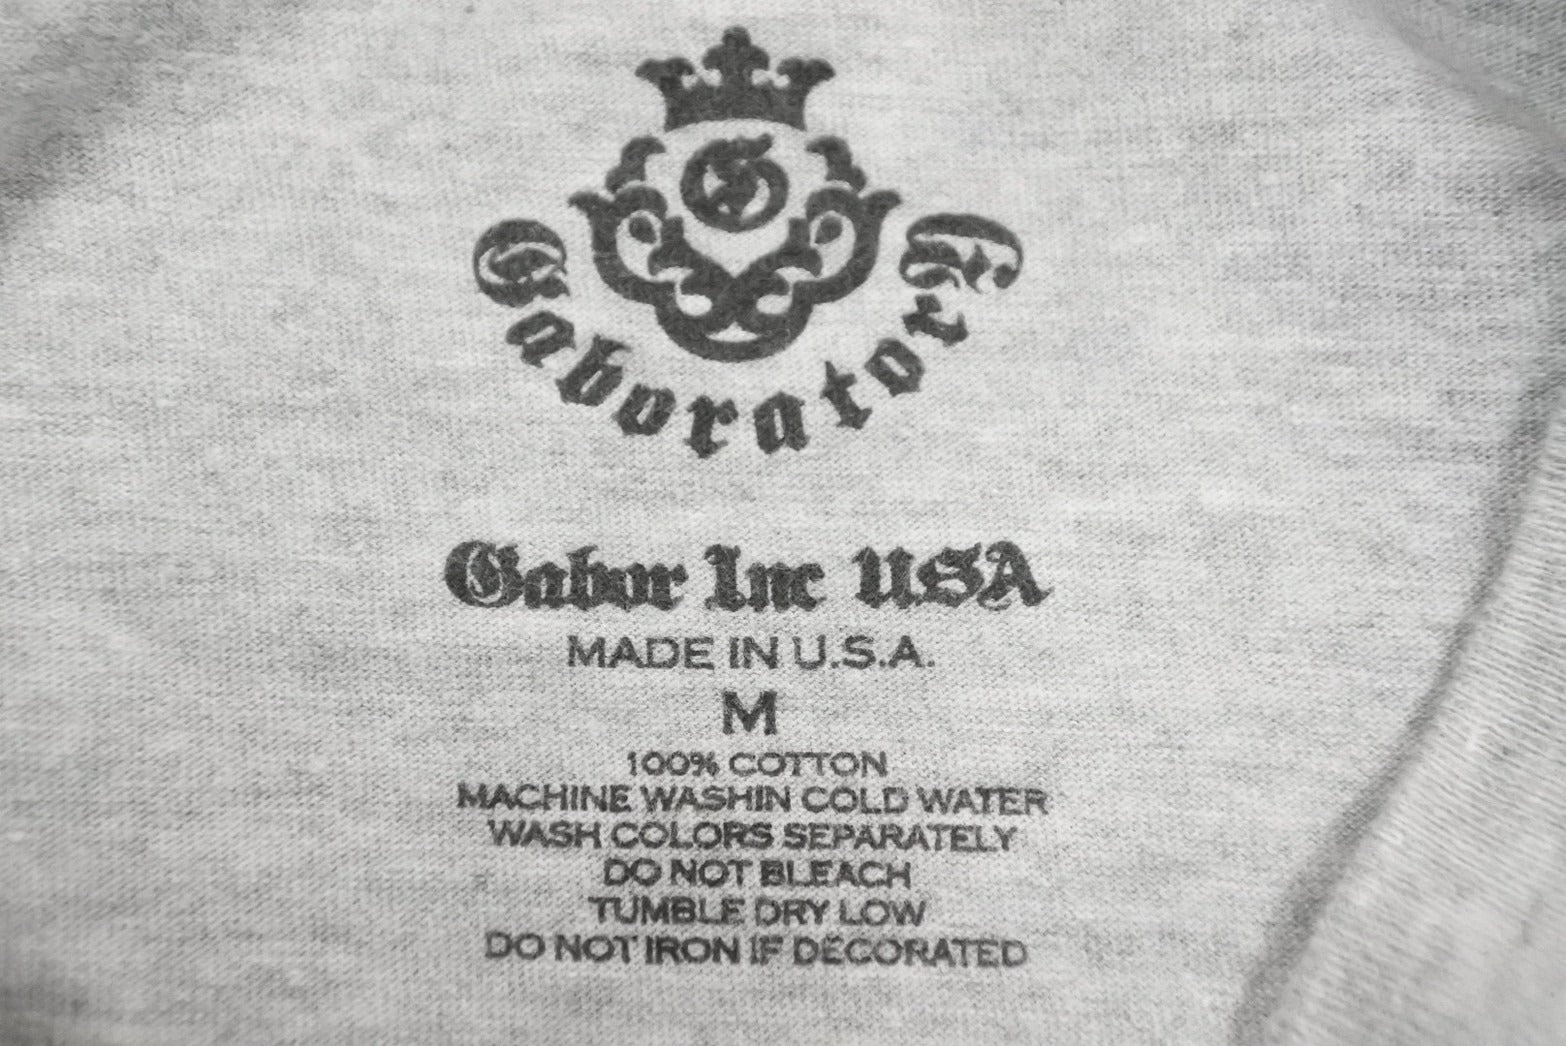 G
Gaborator
Gabor Inc USA
MADE IN U.S.A.
M
100% COTTON
MACHINE WASHIN COLD WATER
WASH COLORS SEPARATELY
DO NOT BLEACH
TUMBLE DRY LOW
DO NOT IRON IF DECORATED